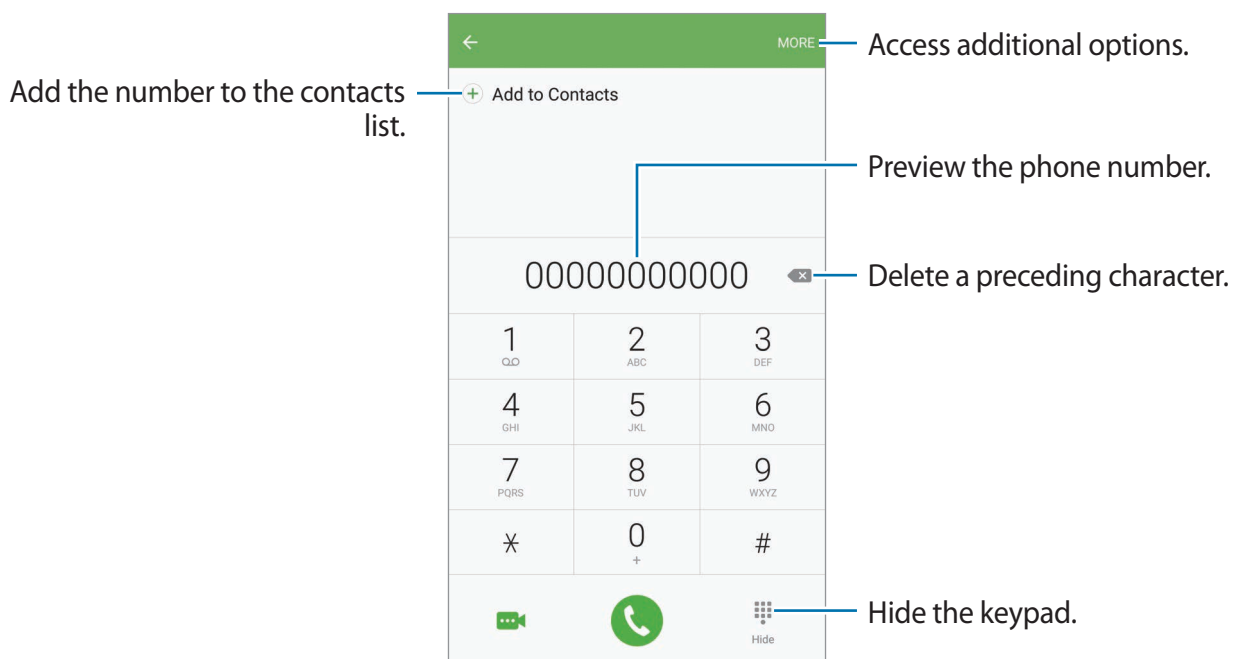 MORE
Access additional options.
Add the number to the contacts
list.
Add to Contacts
Preview the phone number.
00000000000
Delete a preceding character.
1
2
ABC
3
DEF
4
GHI
5
JKL
6
MNO
7
PQRS
8
TUV
9
WXYZ
*
0
+
#
Hide
Hide the keypad.